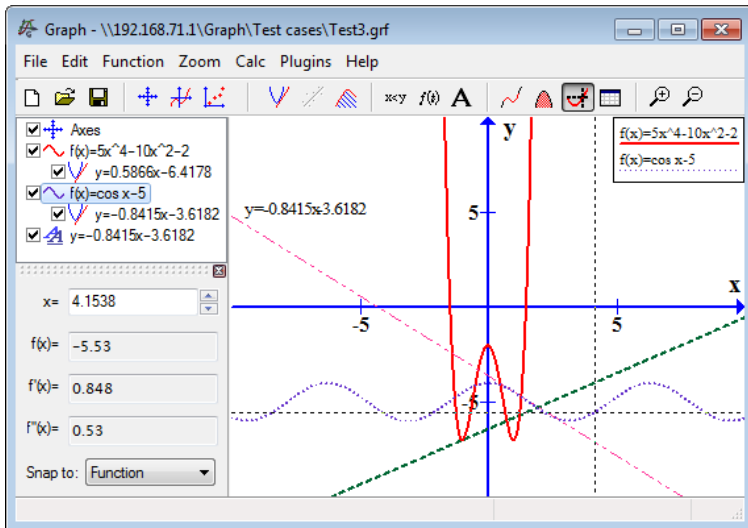 Graph - \\192.168.71.1\Graph\Test cases\Test3.grf
File Edit Function Zoom Calc Plugins Help
x<y f(t) A
Axes
f(x)=5x^4-10x^2-2
y=0.5866x-6.4178
f(x)=cos x-5
y=-0.8415x-3.6182
y=-0.8415x-3.6182
x= 4.1538
f(x)= -5.53
f'(x)= 0.848
f''(x)= 0.53
Snap to: Function
y
f(x)=5x^4-10x^2-2
f(x)=cos x-5
y=-0.8415x-3.6182
5
x
-5
5
-5